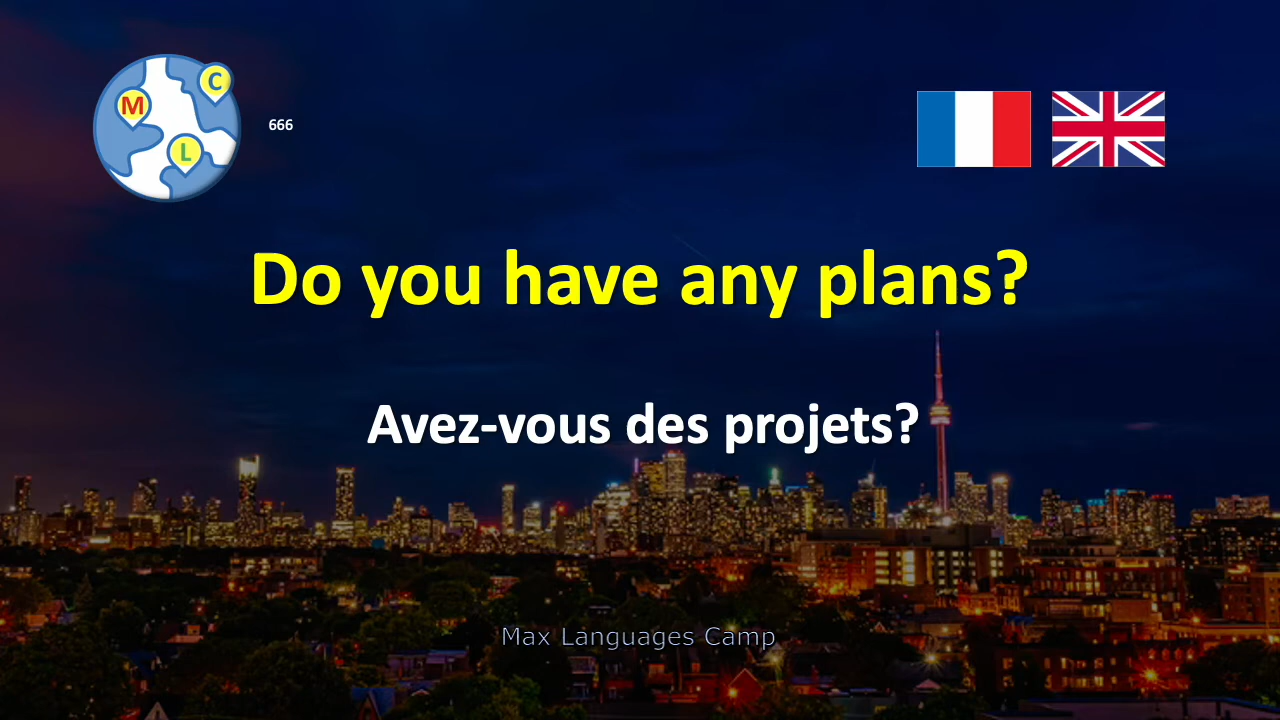 C
M
L
666
Do you have any plans?
Avez-vous des projets?
Max Languages Camp